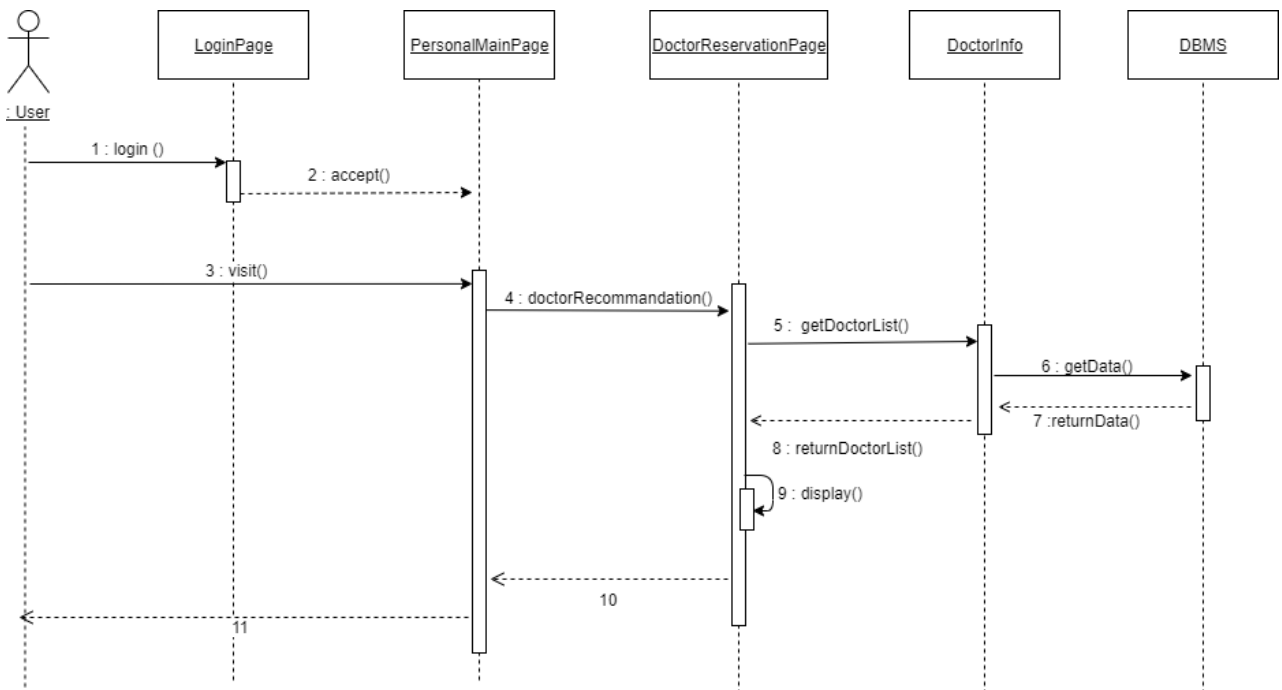 LoginPage
PersonalMainPage
DoctorReservationPage
DoctorInfo
DBMS
: User
1 : login ()
2 : accept()
3 : visit()
4 : doctorRecommandation()
5 : getDoctorList()
6 : getData()
7 :returnData()
8 : returnDoctorList()
9 : display()
10
11